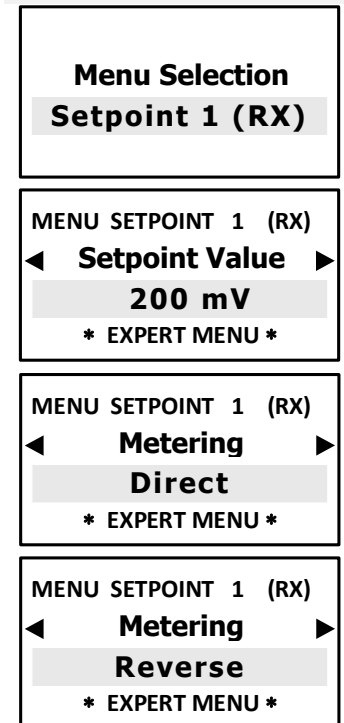 Menu Selection
Setpoint 1 (RX)
MENU SETPOINT 1 (RX)
◄ Setpoint Value ►
200 mV
* EXPERT MENU *
MENU SETPOINT 1 (RX)
◄ Metering ►
Direct
* EXPERT MENU *
MENU SETPOINT 1 (RX)
◄ Metering ►
Reverse
* EXPERT MENU *